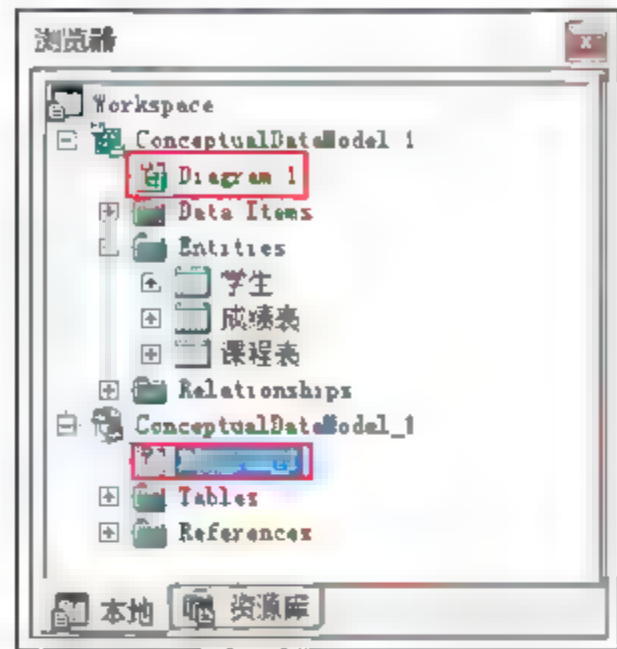 浏览器
Workspace
ConceptualDataModel 1
Diagram 1
Data Items
Entities
学生
成绩表
课程表
Relationships
ConceptualDataModel_1
Tables
References
本地 资源库